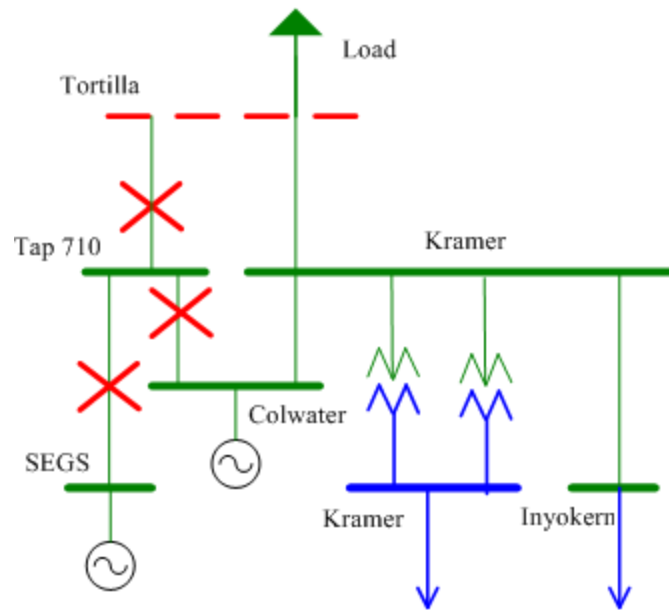 Load
Tortilla
Tap 710
Kramer
Colwater
SEGS
Kramer
Inyokern